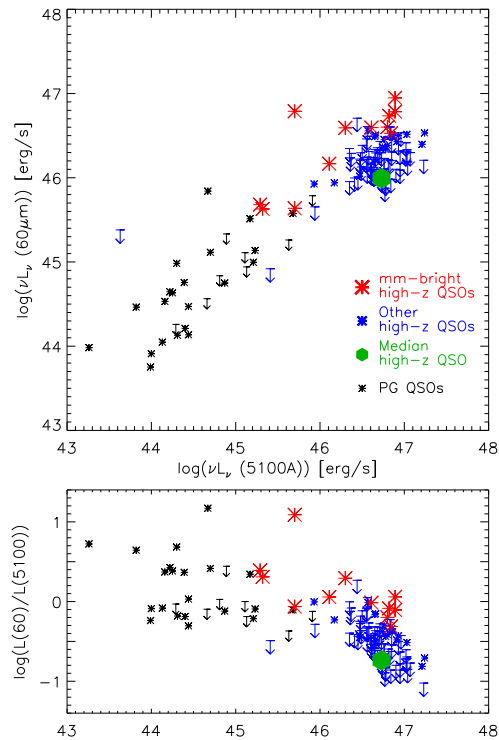 log(νLν (60μm)) [erg/s]
48
47
46
45
44
43
43 44 45 46 47 48
log(νLν (5100A)) [erg/s]
mm-bright
high-z QSOs
Other
high-z QSOs
Median
high-z QSO
PG QSOs
log(L(60)/L(5100))
1
0
−1
43 44 45 46 47 48